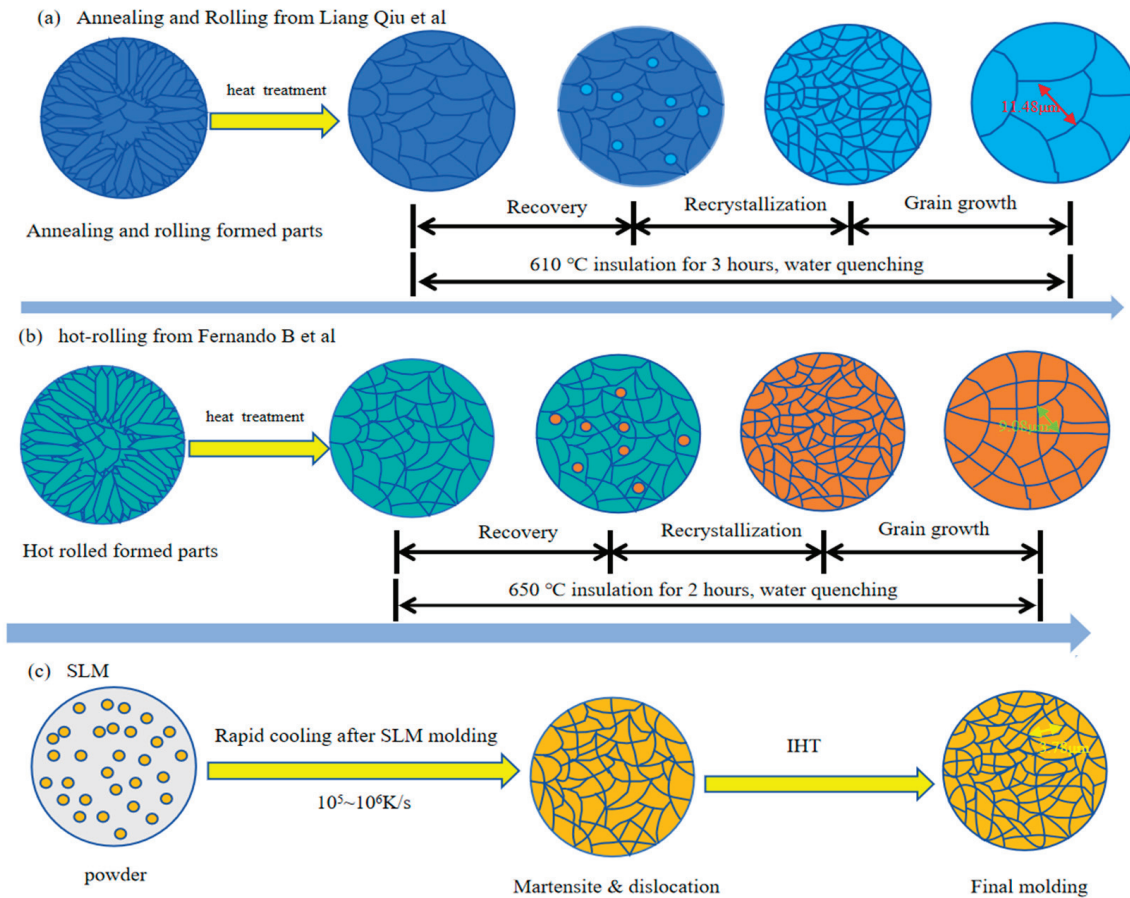 (a) Annealing and Rolling from Liang Qiu et al
heat treatment
11.48μm
Annealing and rolling formed parts
Recovery
Recrystallization
Grain growth
610 ℃ insulation for 3 hours, water quenching
(b) hot-rolling from Fernando B et al
heat treatment
Hot rolled formed parts
Recovery
Recrystallization
Grain growth
650 ℃ insulation for 2 hours, water quenching
(c) SLM
Rapid cooling after SLM molding
10⁵~10⁶K/s
IHT
powder
Martensite & dislocation
Final molding